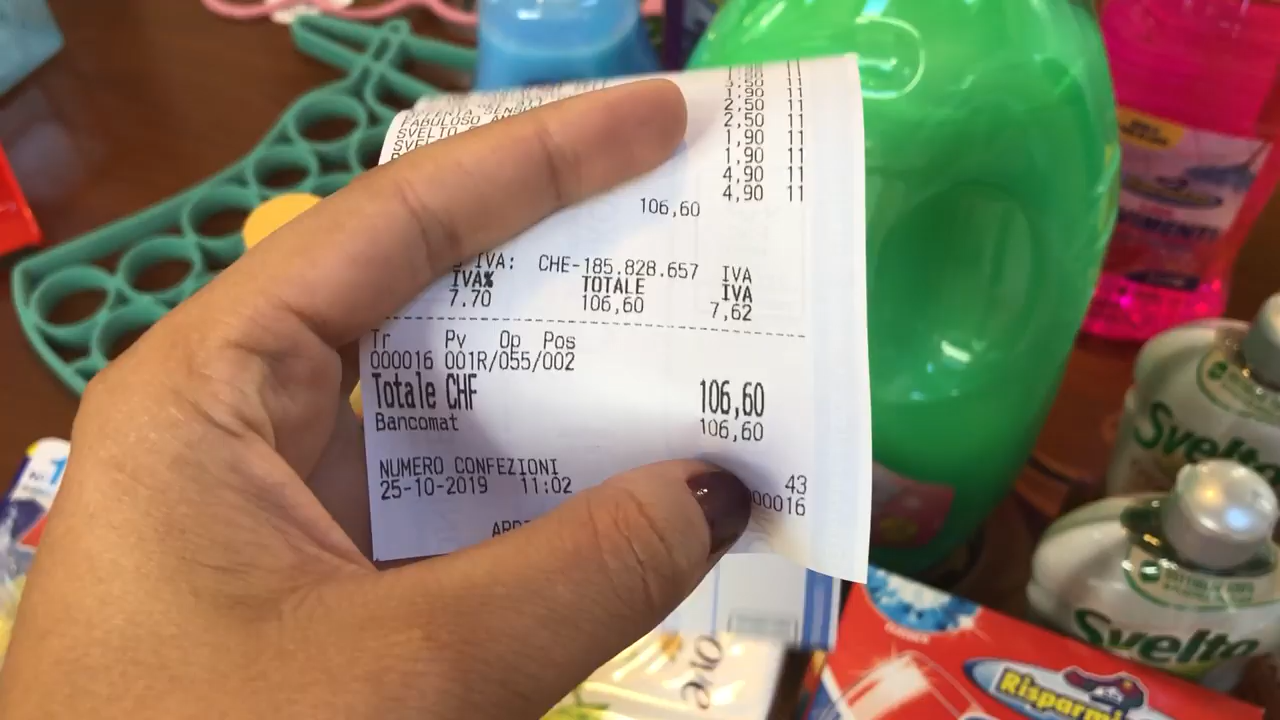 1,90 11
2,50 11
FABULOSO
2,50 11
SVELTO
1,90 11
1,90 11
4,90 11
4,90 11
106,60
IVA: CHE-185.828.657 IVA
IVA% TOTALE IVA
7.70 106,60 7,62
Tr Pv Op Pos
000016 001R/055/002
Totale CHF 106,60
Bancomat 106,60
NUMERO CONFEZIONI 43
25-10-2019 11:02 00016
Svelto
Svelto
Risparmi